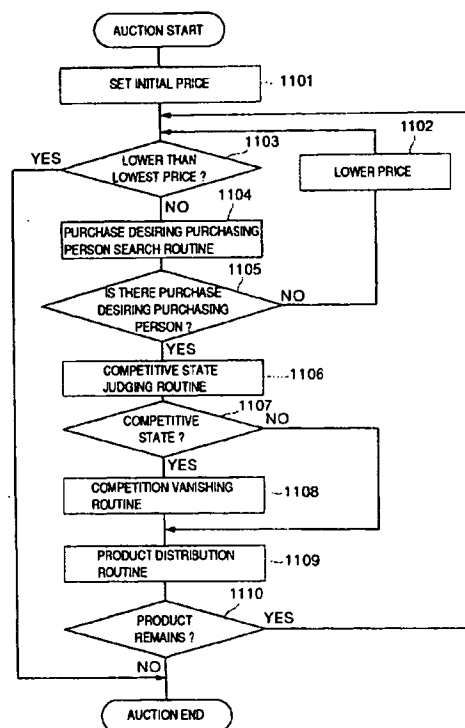 AUCTION START
SET INITIAL PRICE
1101
1102
1103
YES
LOWER THAN
LOWEST PRICE ?
LOWER PRICE
NO
1104
PURCHASE DESIRING PURCHASING
PERSON SEARCH ROUTINE
1105
IS THERE PURCHASE
DESIRING PURCHASING
PERSON ?
NO
YES
COMPETITIVE STATE
JUDGING ROUTINE
1106
1107
COMPETITIVE
STATE ?
NO
YES
COMPETITION VANISHING
ROUTINE
1108
PRODUCT DISTRIBUTION
ROUTINE
1109
1110
PRODUCT
REMAINS ?
YES
NO
AUCTION END